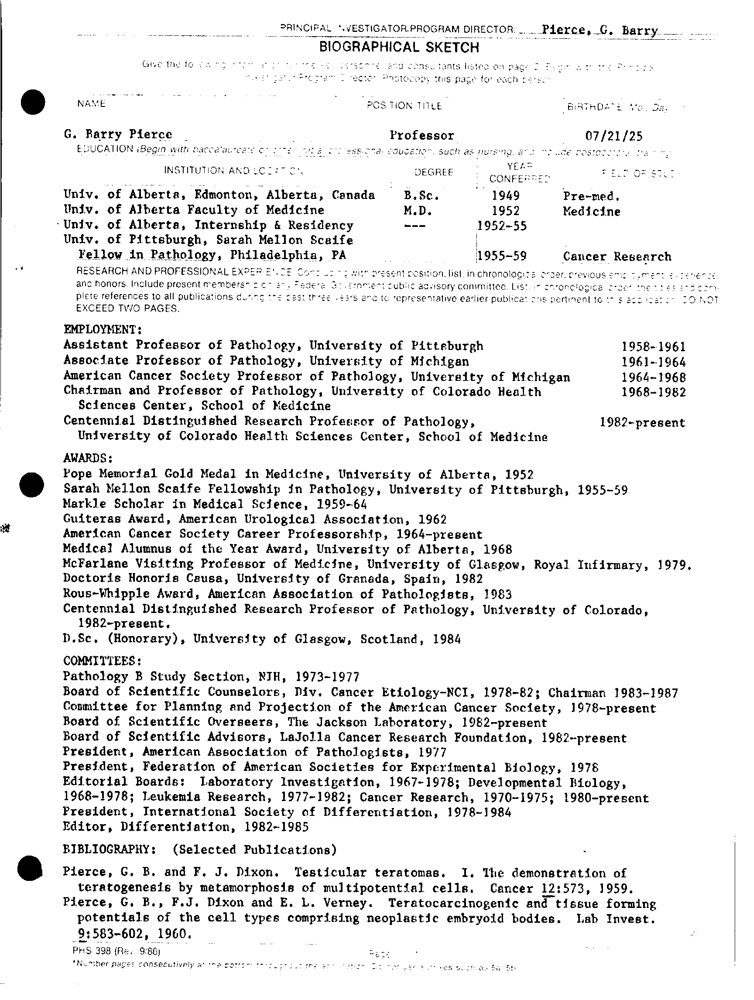 PRINCIPAL INVESTIGATOR/PROGRAM DIRECTOR: Pierce, G. Barry
BIOGRAPHICAL SKETCH
Give the following information for the key personnel and consultants listed on page 2. Begin with the Principal
Investigator/Program Director. Photocopy this page for each person.
NAME POSITION TITLE BIRTHDATE (Mo., Day,
G. Barry Pierce Professor 07/21/25
EDUCATION (Begin with baccalaureate or other initial professional education, such as nursing, and include postdoctoral training.)
INSTITUTION AND LOCATION DEGREE YEAR CONFERRED FIELD OF STUDY
Univ. of Alberta, Edmonton, Alberta, Canada B.Sc. 1949 Pre-med.
Univ. of Alberta Faculty of Medicine M.D. 1952 Medicine
Univ. of Alberta, Internship & Residency --- 1952-55
Univ. of Pittsburgh, Sarah Mellon Scaife
Fellow in Pathology, Philadelphia, PA 1955-59 Cancer Research
RESEARCH AND PROFESSIONAL EXPERIENCE: Concluding with present position, list, in chronological order, previous employment, experience,
and honors. Include present membership on any Federal Government public advisory committee. List, in chronological order, the titles and com-
plete references to all publications during the past three years and to representative earlier publications pertinent to this application. DO NOT
EXCEED TWO PAGES.
EMPLOYMENT:
Assistant Professor of Pathology, University of Pittsburgh 1958-1961
Associate Professor of Pathology, University of Michigan 1961-1964
American Cancer Society Professor of Pathology, University of Michigan 1964-1968
Chairman and Professor of Pathology, University of Colorado Health 1968-1982
Sciences Center, School of Medicine
Centennial Distinguished Research Professor of Pathology, 1982-present
University of Colorado Health Sciences Center, School of Medicine
AWARDS:
Pope Memorial Gold Medal in Medicine, University of Alberta, 1952
Sarah Mellon Scaife Fellowship in Pathology, University of Pittsburgh, 1955-59
Markle Scholar in Medical Science, 1959-64
Guiteras Award, American Urological Association, 1962
American Cancer Society Career Professorship, 1964-present
Medical Alumnus of the Year Award, University of Alberta, 1968
McFarlane Visiting Professor of Medicine, University of Glasgow, Royal Infirmary, 1979.
Doctoris Honoris Causa, University of Granada, Spain, 1982
Rous-Whipple Award, American Association of Pathologists, 1983
Centennial Distinguished Research Professor of Pathology, University of Colorado,
1982-present.
D.Sc. (Honorary), University of Glasgow, Scotland, 1984
COMMITTEES:
Pathology B Study Section, NIH, 1973-1977
Board of Scientific Counselors, Div. Cancer Etiology-NCI, 1978-82; Chairman 1983-1987
Committee for Planning and Projection of the American Cancer Society, 1978-present
Board of Scientific Overseers, The Jackson Laboratory, 1982-present
Board of Scientific Advisors, LaJolla Cancer Research Foundation, 1982-present
President, American Association of Pathologists, 1977
President, Federation of American Societies for Experimental Biology, 1978
Editorial Boards: Laboratory Investigation, 1967-1978; Developmental Biology,
1968-1978; Leukemia Research, 1977-1982; Cancer Research, 1970-1975; 1980-present
President, International Society of Differentiation, 1978-1984
Editor, Differentiation, 1982-1985
BIBLIOGRAPHY: (Selected Publications)
Pierce, G. B. and F. J. Dixon. Testicular teratomas. I. The demonstration of
teratogenesis by metamorphosis of multipotential cells. Cancer 12:573, 1959.
Pierce, G. B., F.J. Dixon and E. L. Verney. Teratocarcinogenic and tissue forming
potentials of the cell types comprising neoplastic embryoid bodies. Lab Invest.
9:583-602, 1960.
PHS 398 (Rev. 9/86) Page
*Number pages consecutively at the bottom throughout the application. Do not use suffixes such as 5a, 5b.